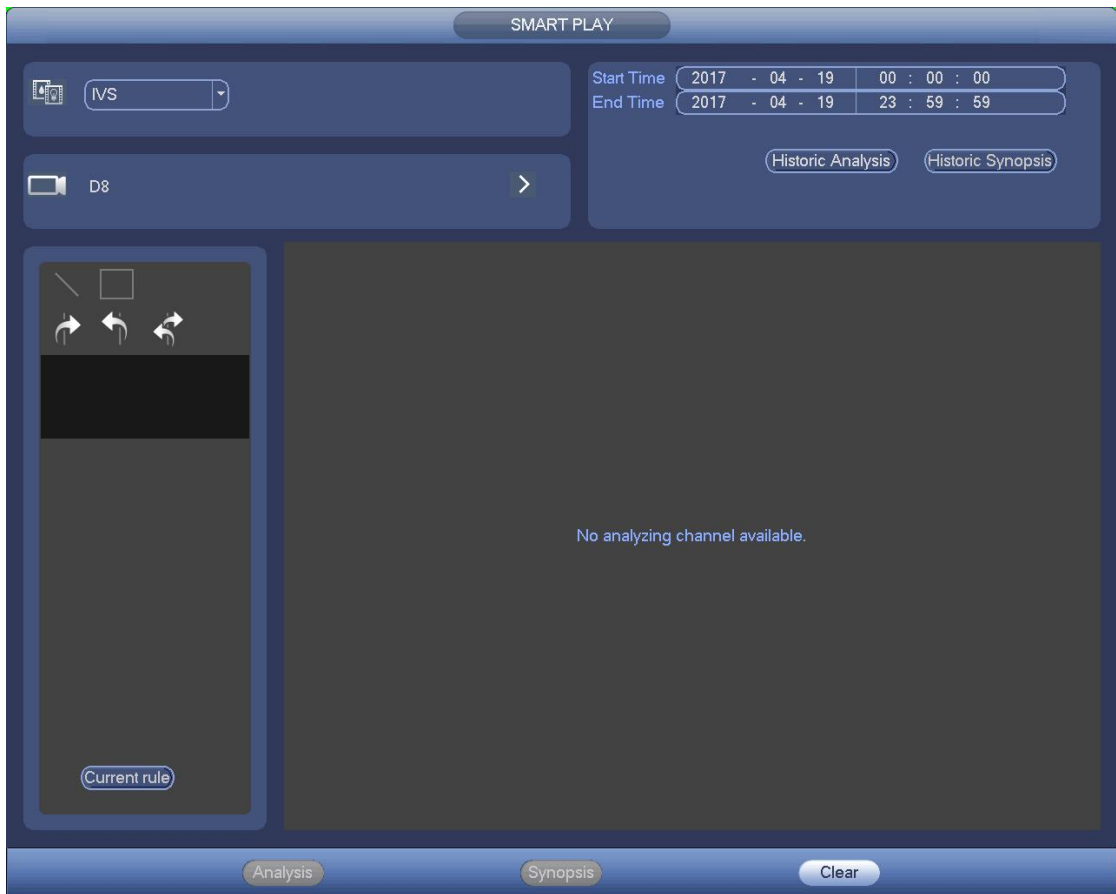 SMART PLAY
IVS
Start Time 2017 - 04 - 19 00 : 00 : 00
End Time 2017 - 04 - 19 23 : 59 : 59
Historic Analysis Historic Synopsis
D8
No analyzing channel available.
Current rule
Analysis Synopsis Clear